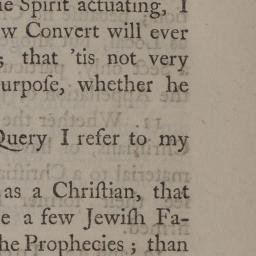 e Spirit actuating, I
w Convert will ever
; that 'tis not very
urpoſe, whether he
Query I refer to my
as a Chriſtian, that
e a few Jewiſh Fa-
he Prophecies; than